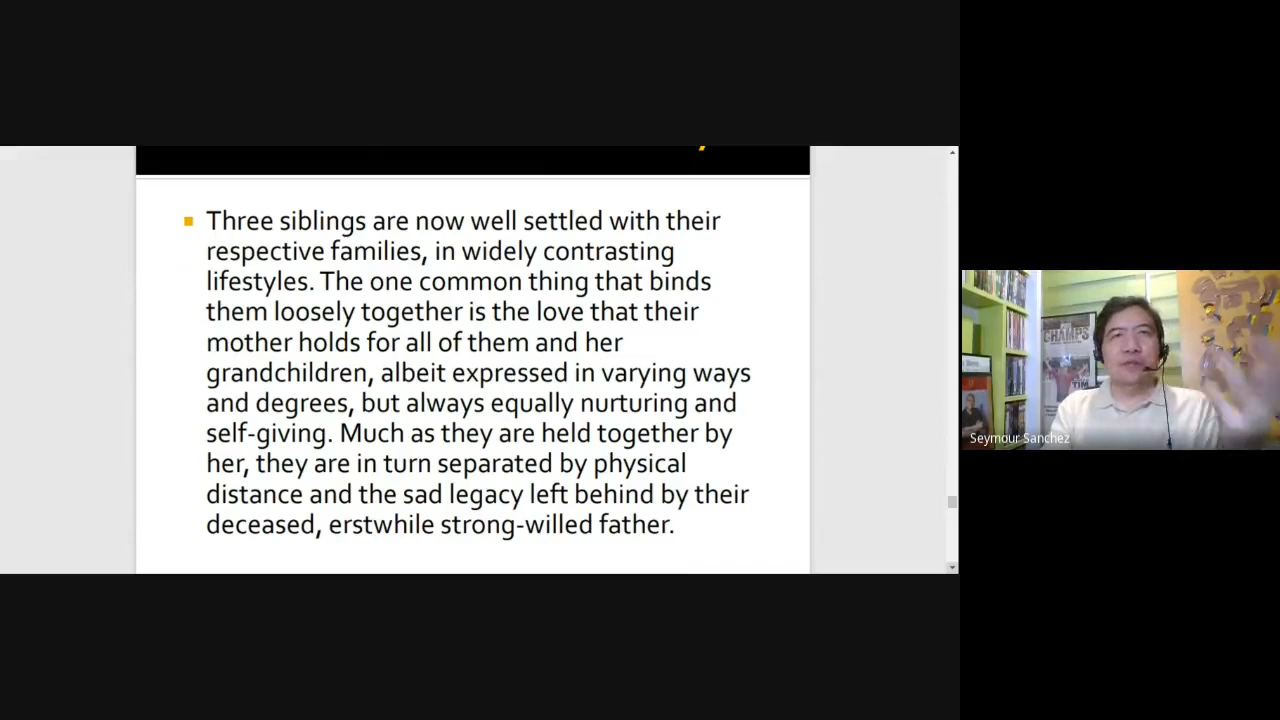 Three siblings are now well settled with their
respective families, in widely contrasting
lifestyles. The one common thing that binds
them loosely together is the love that their
mother holds for all of them and her
grandchildren, albeit expressed in varying ways
and degrees, but always equally nurturing and
self-giving. Much as they are held together by
her, they are in turn separated by physical
distance and the sad legacy left behind by their
deceased, erstwhile strong-willed father.
CHAMPS
TIM
Seymour Sanchez